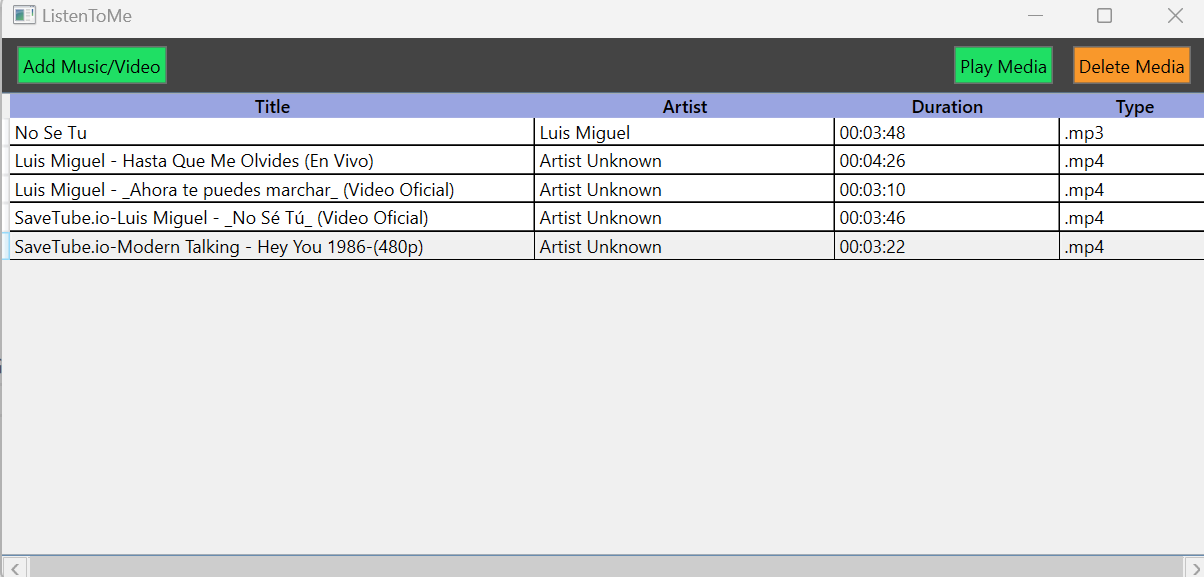 ListenToMe
Add Music/Video Play Media Delete Media
Title Artist Duration Type
No Se Tu Luis Miguel 00:03:48 .mp3
Luis Miguel - Hasta Que Me Olvides (En Vivo) Artist Unknown 00:04:26 .mp4
Luis Miguel - _Ahora te puedes marchar_ (Video Oficial) Artist Unknown 00:03:10 .mp4
SaveTube.io-Luis Miguel - _No Sé Tú_ (Video Oficial) Artist Unknown 00:03:46 .mp4
SaveTube.io-Modern Talking - Hey You 1986-(480p) Artist Unknown 00:03:22 .mp4